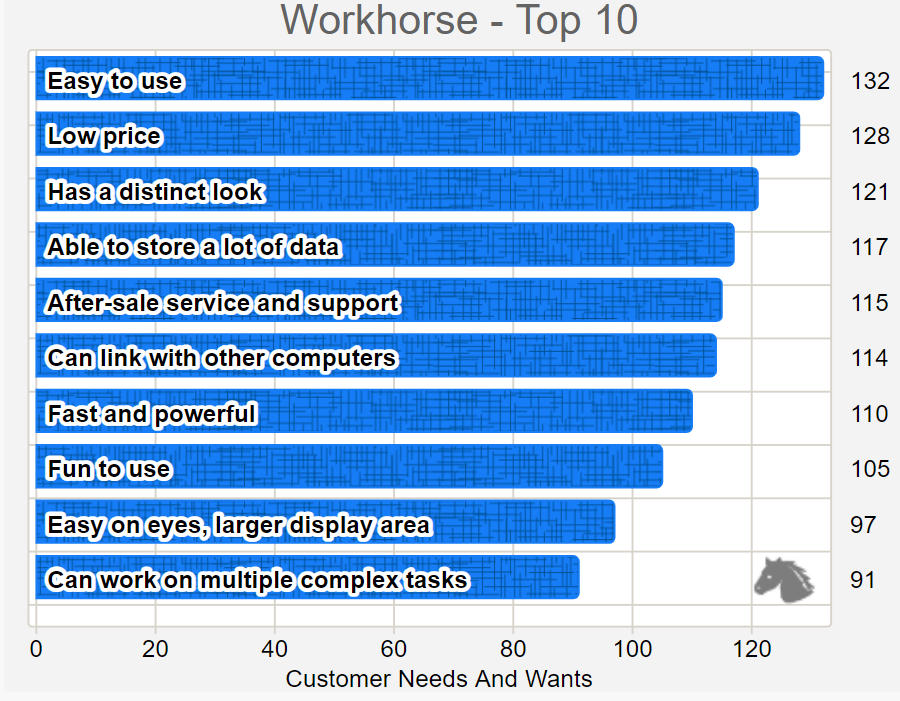 Workhorse - Top 10
Easy to use 132
Low price 128
Has a distinct look 121
Able to store a lot of data 117
After-sale service and support 115
Can link with other computers 114
Fast and powerful 110
Fun to use 105
Easy on eyes, larger display area 97
Can work on multiple complex tasks 91
0 20 40 60 80 100 120
Customer Needs And Wants